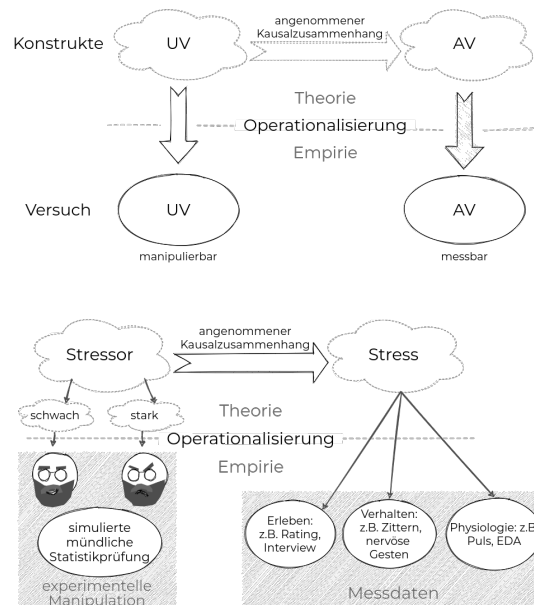 angenommener
Kausalzusammenhang
Konstrukte
UV
AV
Theorie
Operationalisierung
Empirie
Versuch
UV
AV
manipulierbar
messbar
angenommener
Kausalzusammenhang
Stressor
Stress
schwach
stark
Theorie
Operationalisierung
Empirie
simulierte
mündliche
Statistikprüfung
experimentelle
Manipulation
Erleben:
z.B. Rating,
Interview
Verhalten:
z.B. Zittern,
nervöse
Gesten
Physiologie: z.B
Puls, EDA
Messdaten